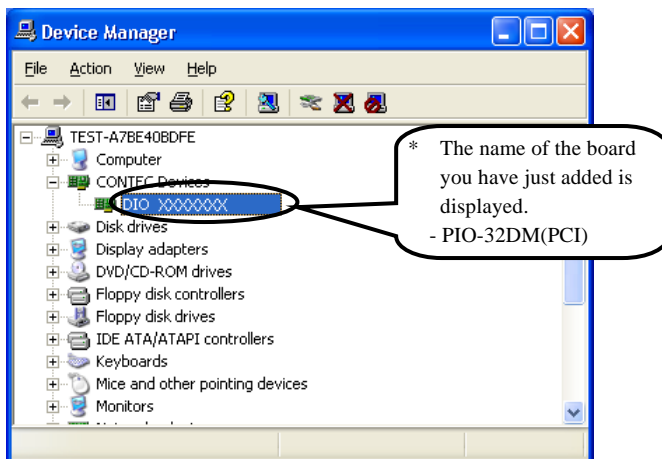 Device Manager
File Action View Help
TEST-A7BE40BDFE
Computer
CONTEC Devices
DIO XXXXXXXX
Disk drives
Display adapters
DVD/CD-ROM drives
Floppy disk controllers
Floppy disk drives
IDE ATA/ATAPI controllers
Keyboards
Mice and other pointing devices
Monitors
* The name of the board
you have just added is
displayed.
- PIO-32DM(PCI)